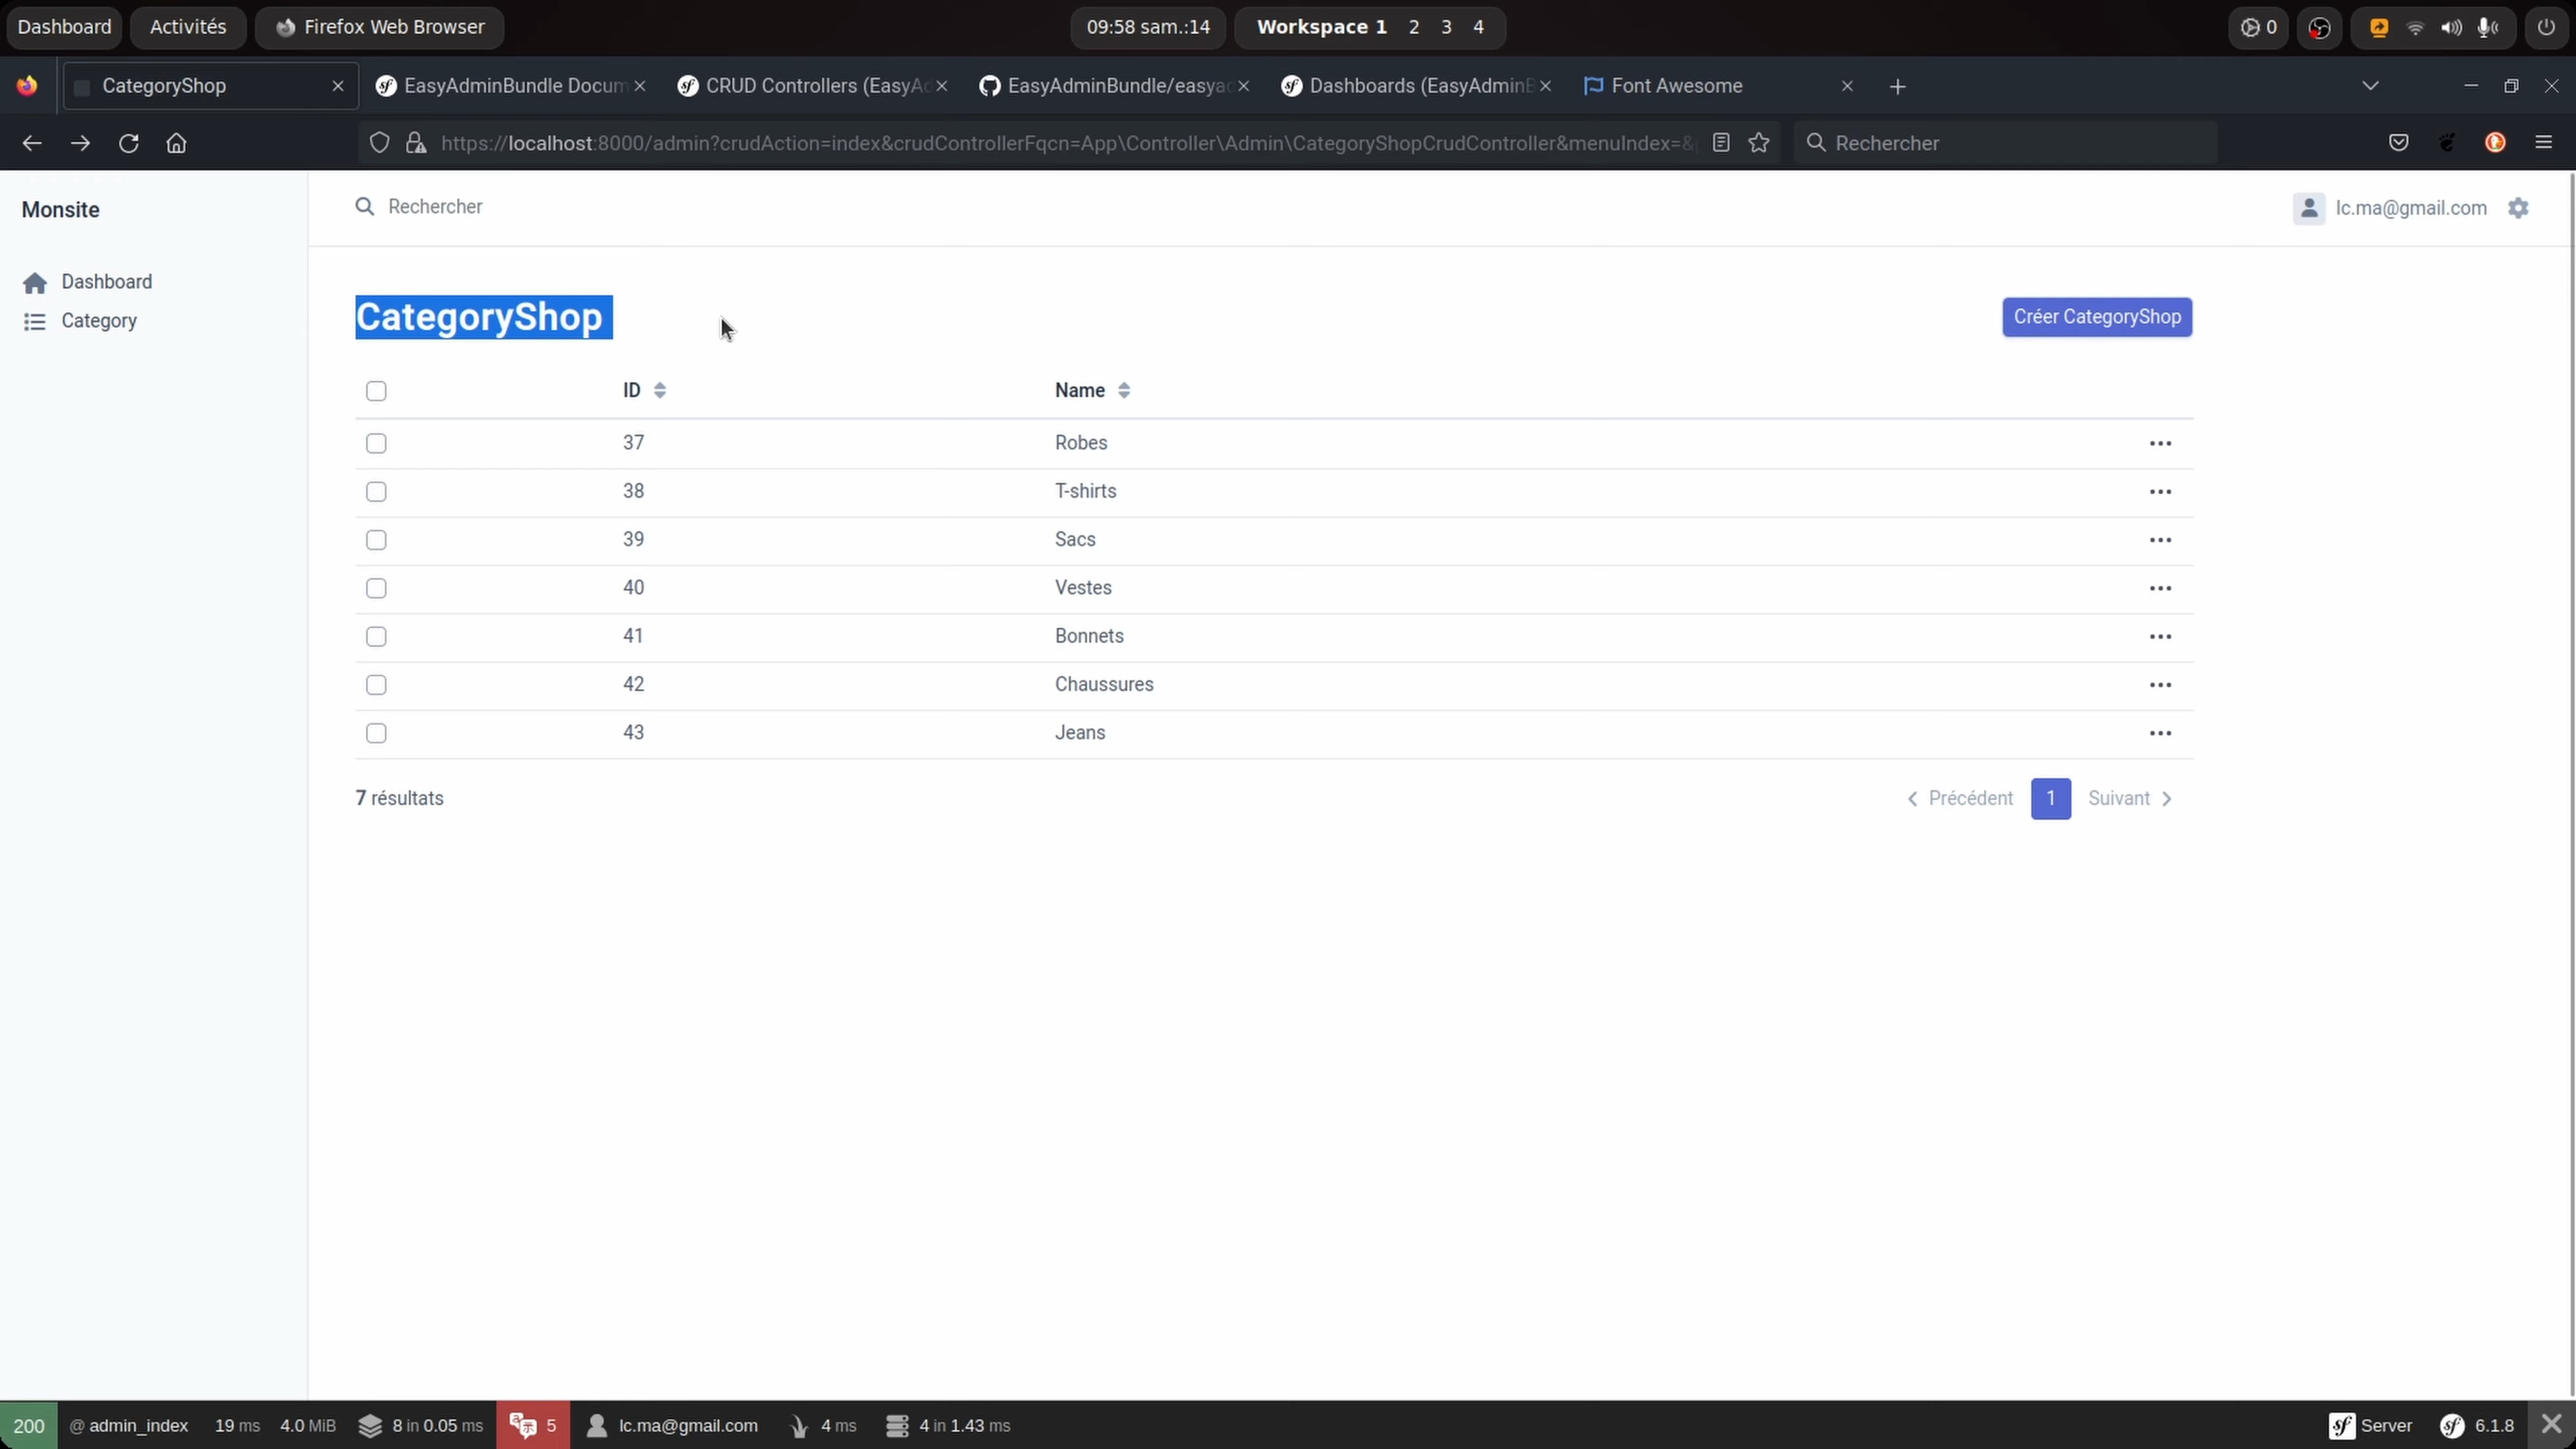 Dashboard Activités Firefox Web Browser 09:58 sam.:14 Workspace 1 2 3 4 0
CategoryShop EasyAdminBundle Docum CRUD Controllers (EasyAd EasyAdminBundle/easyad Dashboards (EasyAdminB Font Awesome
https://localhost:8000/admin?crudAction=index&crudControllerFqcn=App\Controller\Admin\CategoryShopCrudController&menuIndex=& Rechercher
Monsite
Rechercher
lc.ma@gmail.com
Dashboard
Category
CategoryShop
Créer CategoryShop
ID Name
37 Robes
38 T-shirts
39 Sacs
40 Vestes
41 Bonnets
42 Chaussures
43 Jeans
7 résultats
Précédent 1 Suivant
200 @ admin_index 19 ms 4.0 MiB 8 in 0.05 ms 5 lc.ma@gmail.com 4 ms 4 in 1.43 ms Server 6.1.8